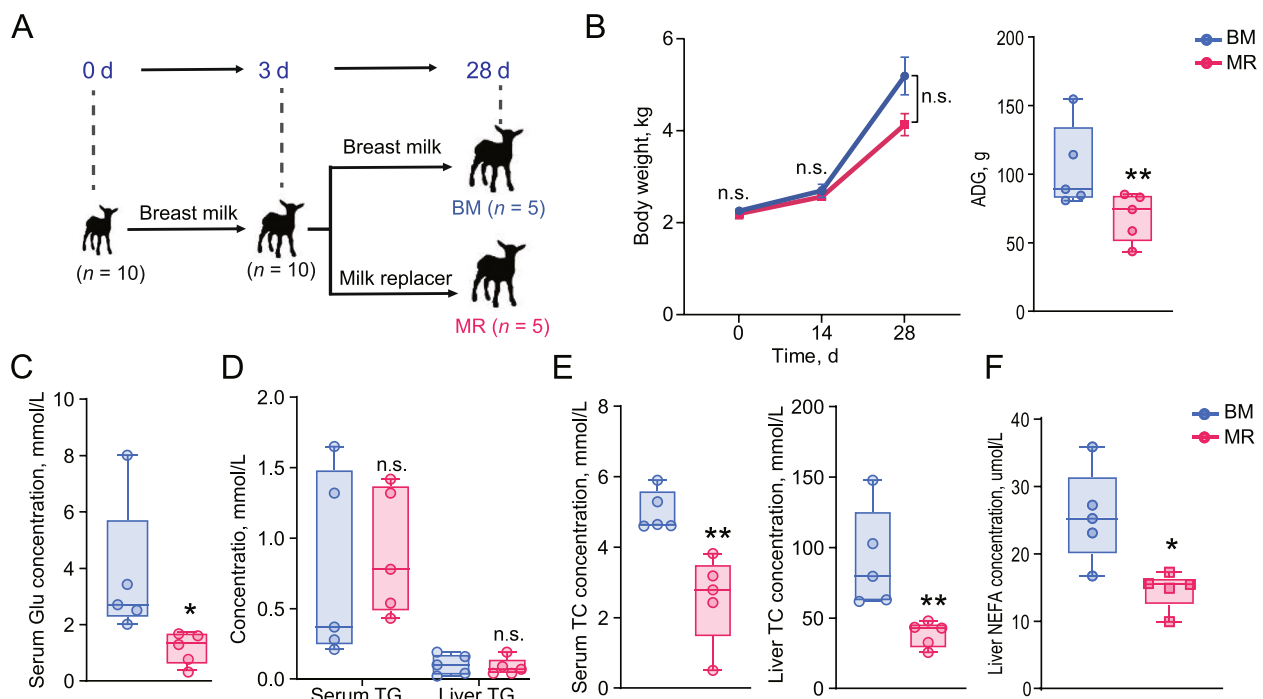 A
0 d
3 d
28 d
Breast milk
Breast milk
BM (n = 5)
(n = 10)
(n = 10)
Milk replacer
MR (n = 5)
B
Body weight, kg
6
4
2
0
n.s.
n.s.
n.s.
0
14
28
Time, d
ADG, g
200
150
100
50
0
**
BM
MR
C
Serum Glu concentration, mmol/L
10
8
6
4
2
0
*
D
Concentratio, mmol/L
2.0
1.5
1.0
0.5
0.0
n.s.
n.s.
Serum TG
Liver TG
E
Serum TC concentration, mmol/L
8
6
4
2
0
**
Liver TC concentration, mmol/L
200
150
100
50
0
**
F
Liver NEFA concentration, umol/L
40
30
20
10
0
*
BM
MR